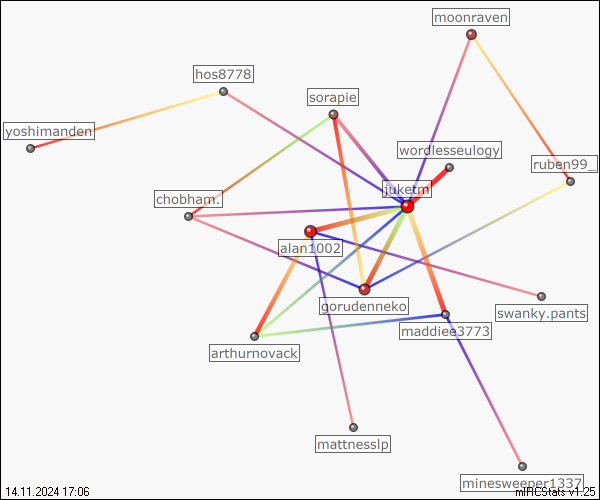 moonraven
hos8778
sorapie
yoshimanden
wordlesseulogy
ruben99_
juketm
chobham.
alan1002
gorudenneko
swanky.pants
maddiee3773
arthurnovack
mattnesslp
minesweeper1337
14.11.2024 17:06
mIRCStats v1.25